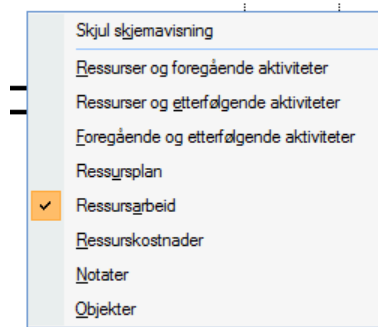 Skjul skjemavisning
Ressurser og foregående aktiviteter
Ressurser og etterfølgende aktiviteter
Foregående og etterfølgende aktiviteter
Ressursplan
Ressursarbeid
Ressurskostnader
Notater
Objekter